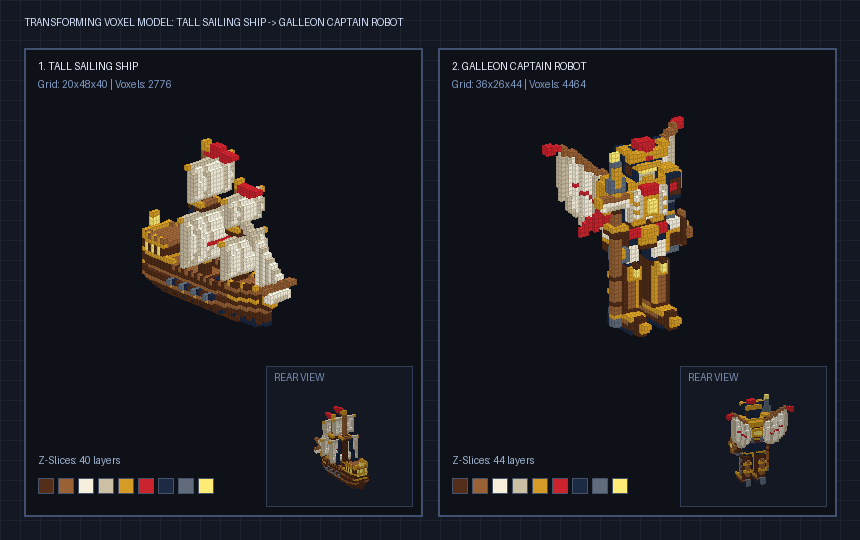 TRANSFORMING VOXEL MODEL: TALL SAILING SHIP -> GALLEON CAPTAIN ROBOT
1. TALL SAILING SHIP
Grid: 20x48x40 | Voxels: 2776
REAR VIEW
Z-Slices: 40 layers
2. GALLEON CAPTAIN ROBOT
Grid: 36x26x44 | Voxels: 4464
REAR VIEW
Z-Slices: 44 layers